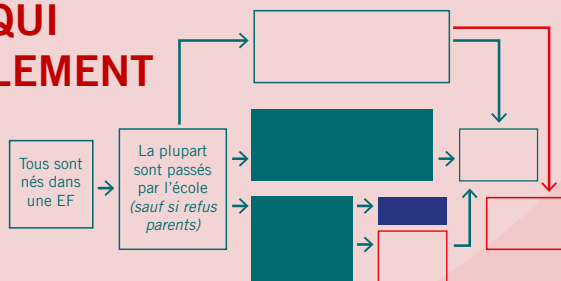 QUI
LEMENT
Tous sont
nés dans
une EF
La plupart
sont passés
par l'école
(sauf si refus
parents)